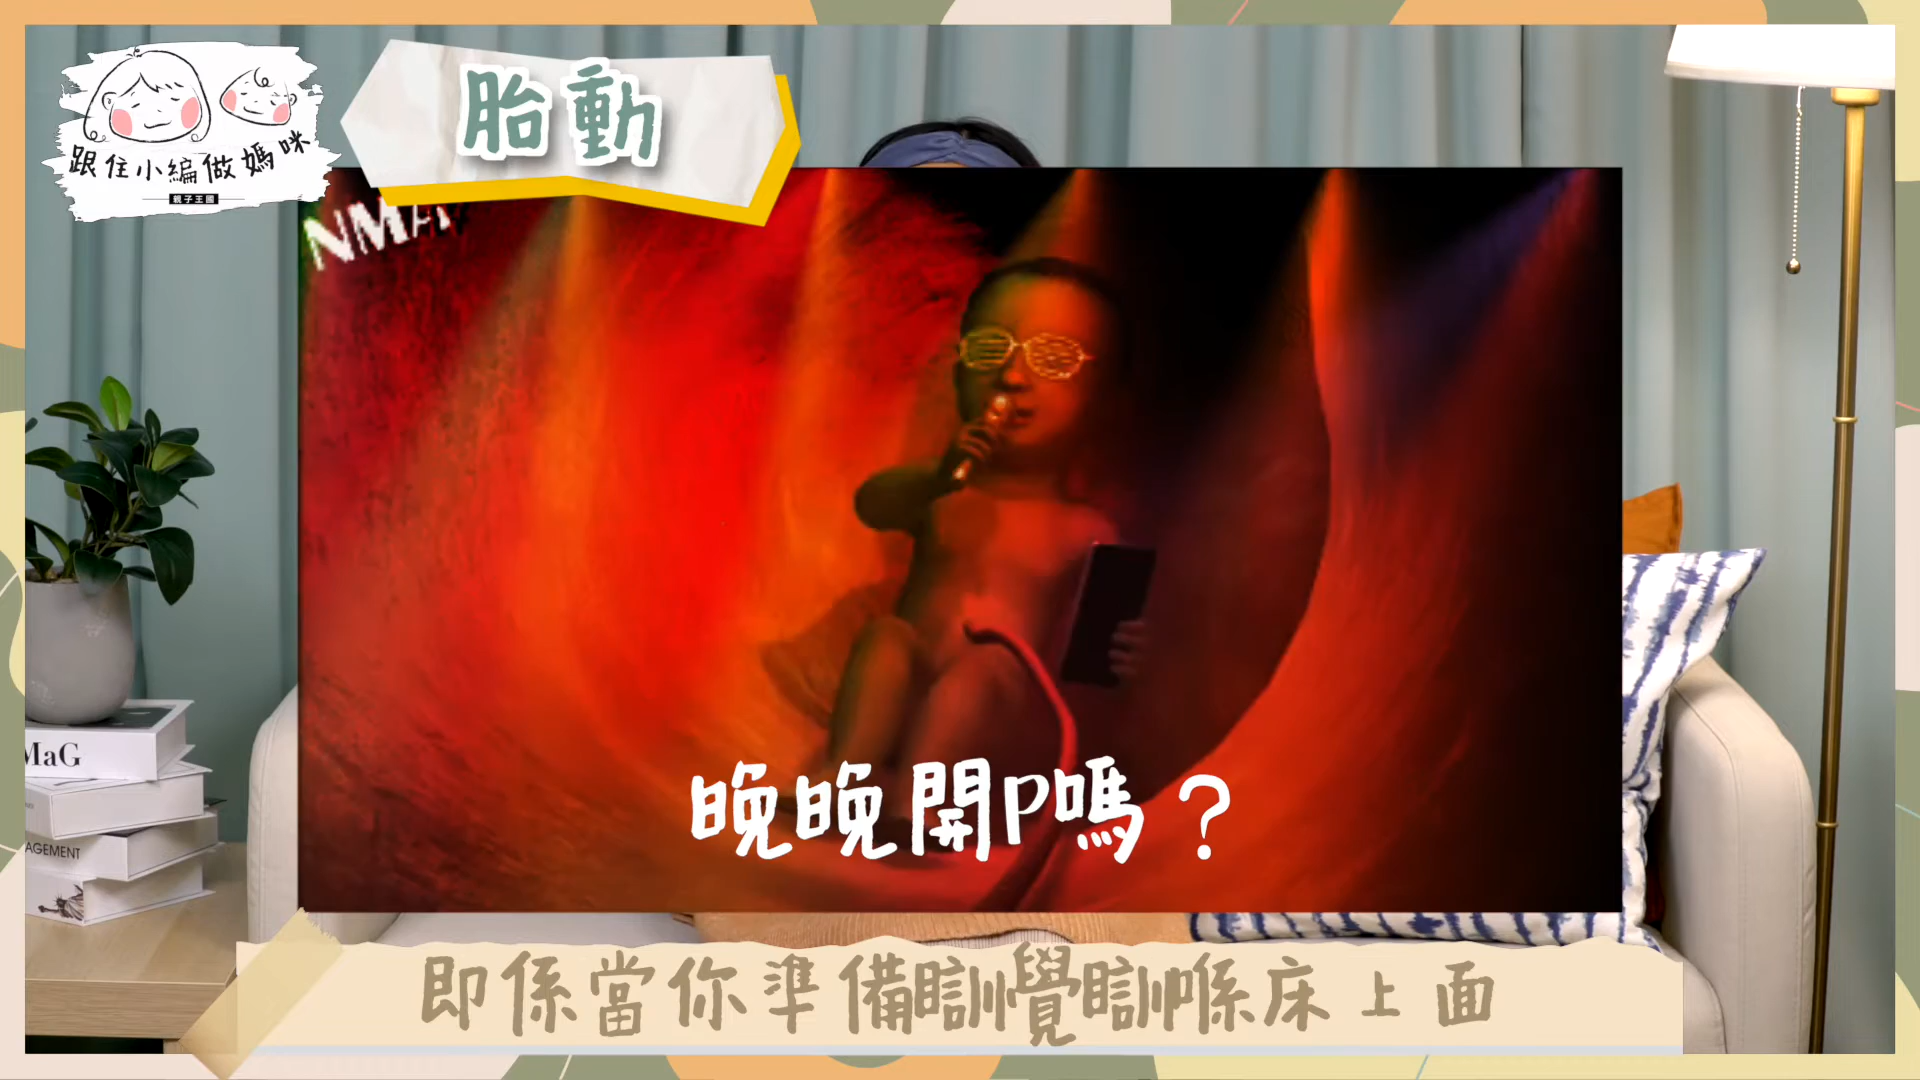 胎動
跟住小編做媽咪
親子王國
NMA
晚晚開P嗎？
MaG
AGEMENT
即係當你準備瞓覺瞓喺床上面